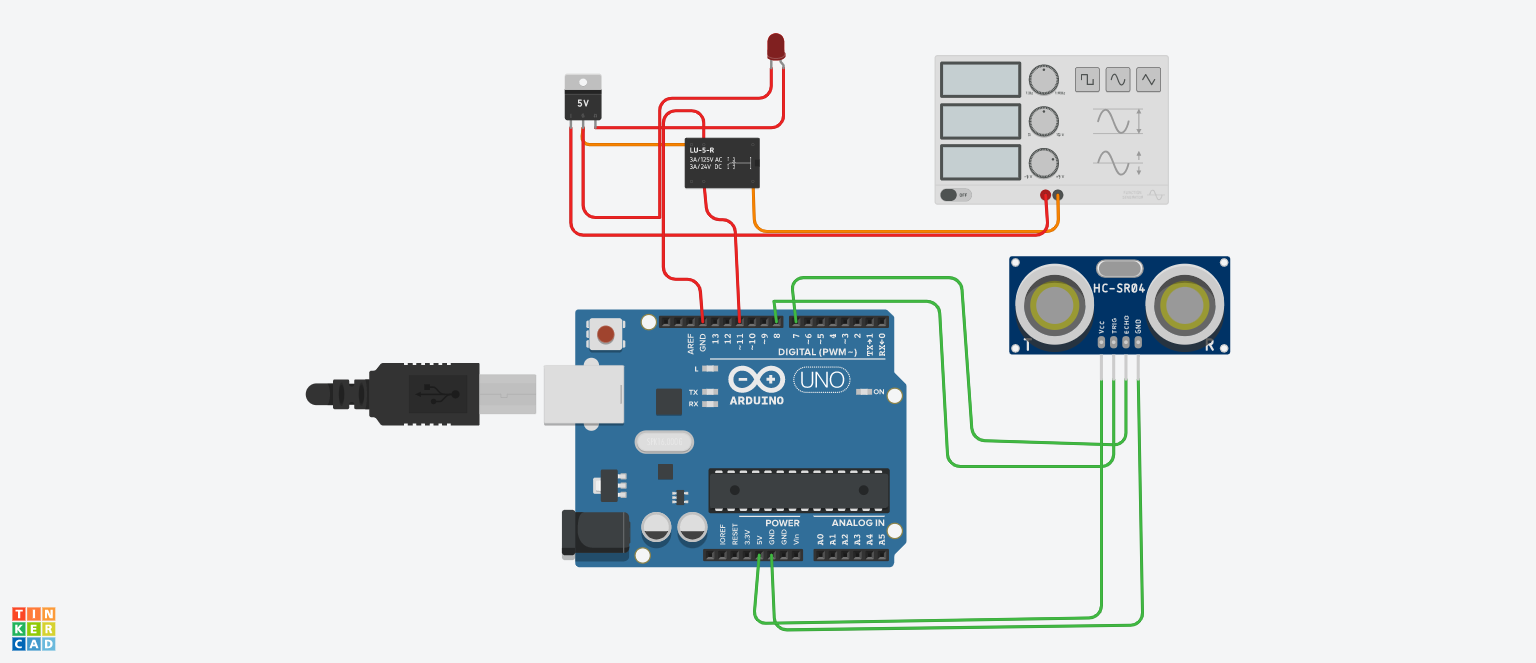 5V
LU-5-R
3A/125V AC
3A/24V DC
OFF
HC-SR04
VCC
TRIG
ECHO
GND
T
R
AREF
GND
13
12
~11
~10
~9
8
7
~6
~5
4
~3
2
TX→1
RX←0
DIGITAL (PWM~)
L
TX
RX
ARDUINO
UNO
ON
POWER
ANALOG IN
IOREF
RESET
3.3V
5V
GND
GND
Vin
A0
A1
A2
A3
A4
A5
TIN
KER
CAD